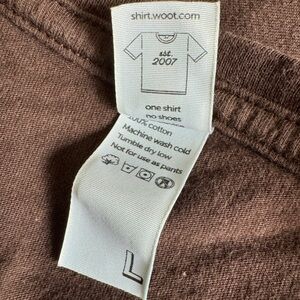 shirt.woot.com
est.
2007
one shirt
no shoes
100% cotton
Machine wash cold
Tumble dry low
Not for use as pants
L